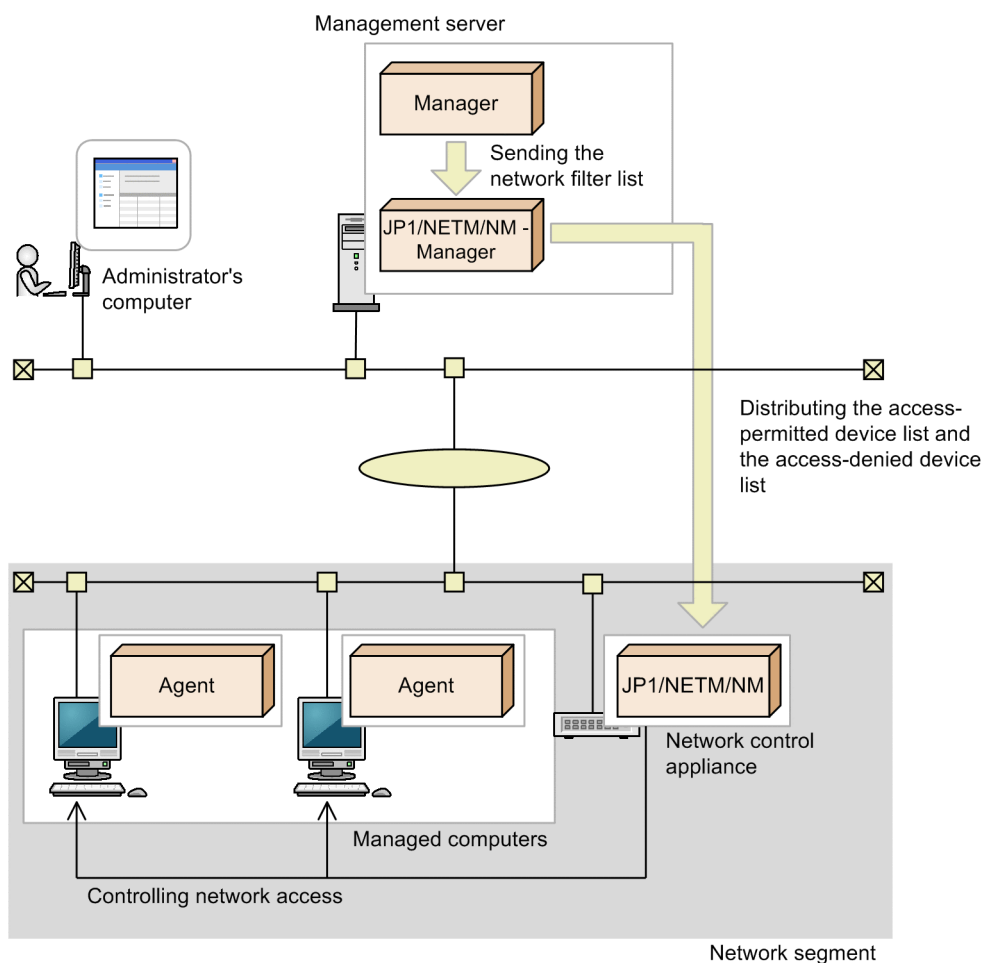 Management server
Manager
Sending the
network filter list
JP1/NETM/NM -
Manager
Administrator's
computer
Distributing the access-
permitted device list and
the access-denied device
list
Agent
Agent
JP1/NETM/NM
Network control
appliance
Managed computers
Controlling network access
Network segment